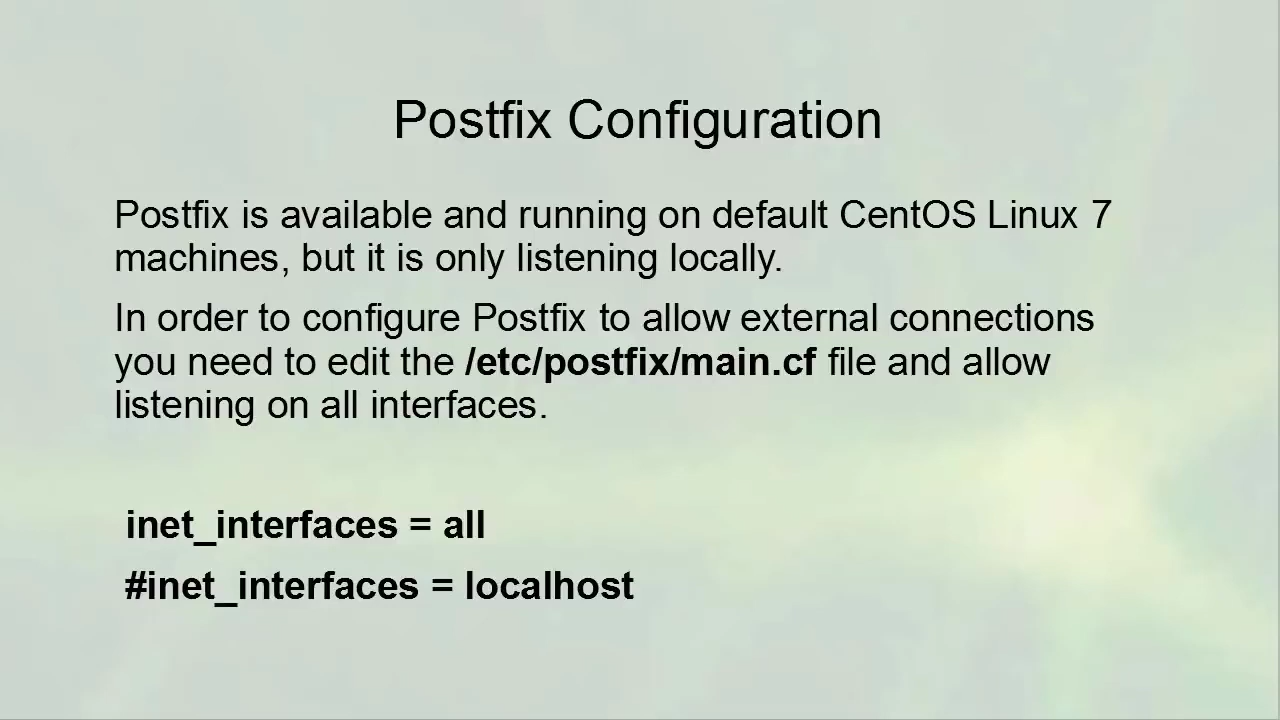 Postfix Configuration
Postfix is available and running on default CentOS Linux 7
machines, but it is only listening locally.
In order to configure Postfix to allow external connections
you need to edit the /etc/postfix/main.cf file and allow
listening on all interfaces.
inet_interfaces = all
#inet_interfaces = localhost